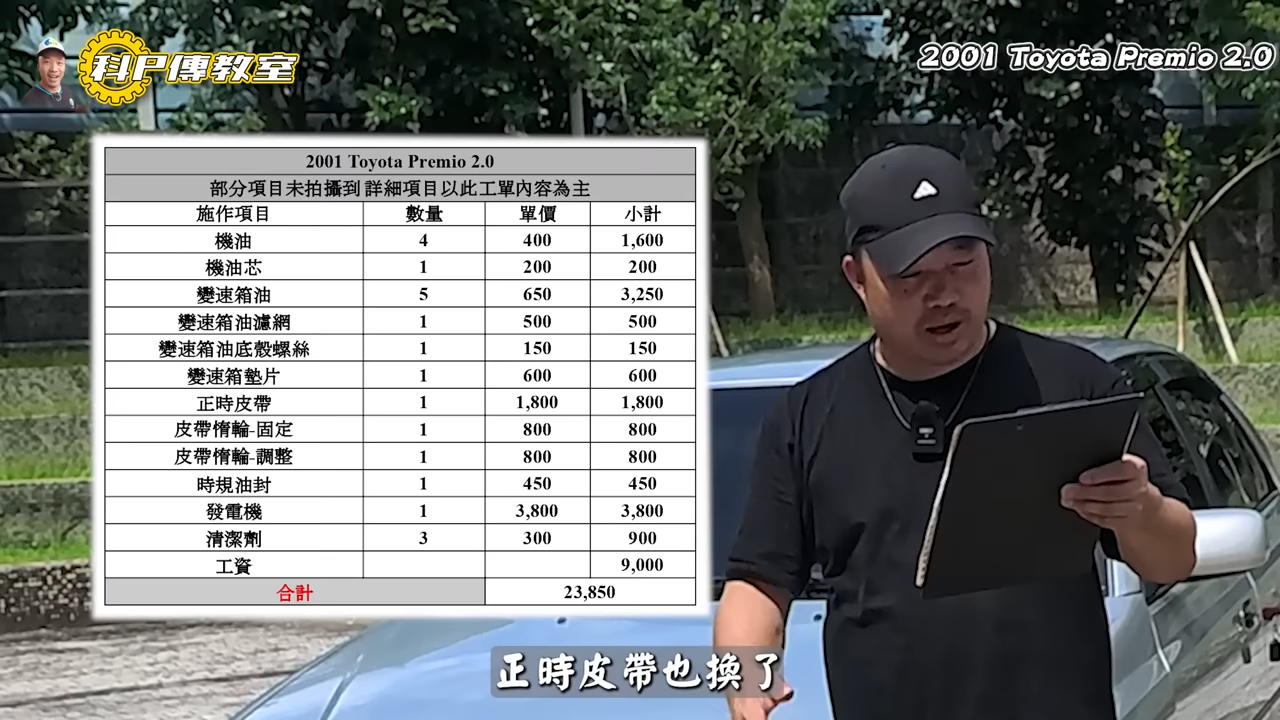 科P傳教室
2001 Toyota Premio 2.0
2001 Toyota Premio 2.0
部分項目未拍攝到 詳細項目以此工單內容為主
施作項目 數量 單價 小計
機油 4 400 1,600
機油芯 1 200 200
變速箱油 5 650 3,250
變速箱油濾網 1 500 500
變速箱油底殼螺絲 1 150 150
變速箱墊片 1 600 600
正時皮帶 1 1,800 1,800
皮帶惰輪-固定 1 800 800
皮帶惰輪-調整 1 800 800
時規油封 1 450 450
發電機 1 3,800 3,800
清潔劑 3 300 900
工資 9,000
合計 23,850
正時皮帶也換了